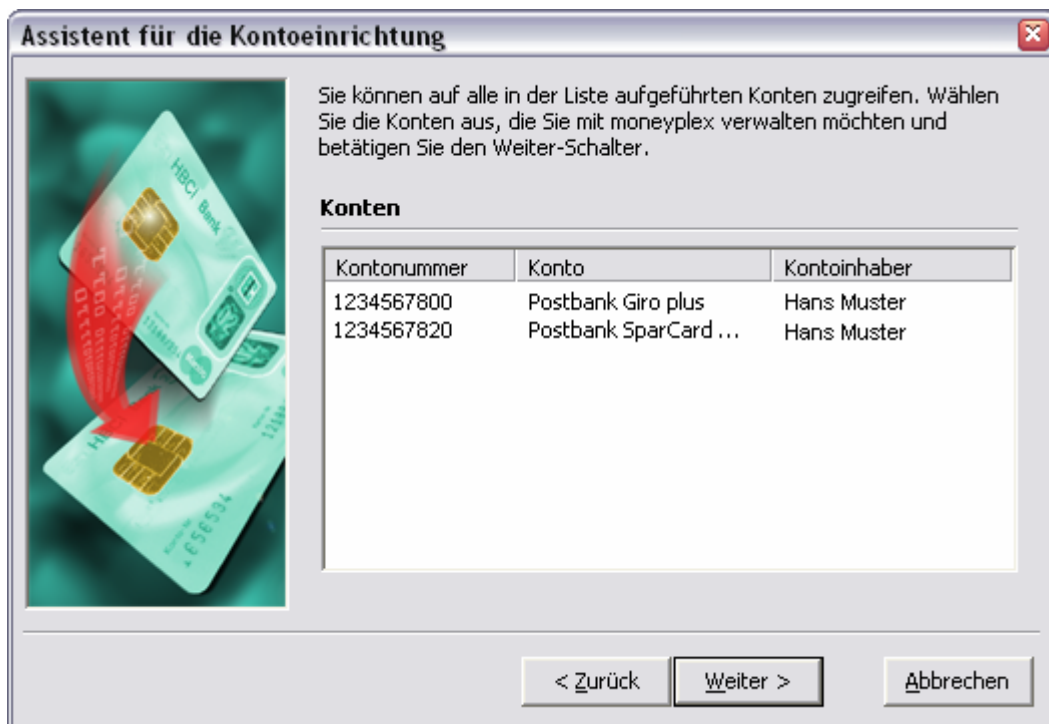 Assistent für die Kontoeinrichtung
Sie können auf alle in der Liste aufgeführten Konten zugreifen. Wählen
Sie die Konten aus, die Sie mit moneyplex verwalten möchten und
betätigen Sie den Weiter-Schalter.
Konten
Kontonummer Konto Kontoinhaber
1234567800 Postbank Giro plus Hans Muster
1234567820 Postbank SparCard ... Hans Muster
HBCI Bank
< Zurück Weiter > Abbrechen